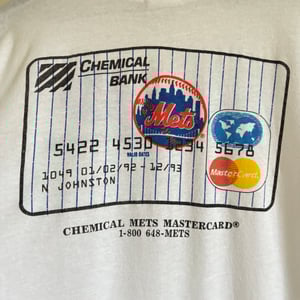 CHEMICAL
BANK
Mets
5422 4530 1234 5678
VALID DATES
1049 01/02/92 - 12/93
N JOHNSTON
MasterCard
CHEMICAL METS MASTERCARD®
1-800 648-METS